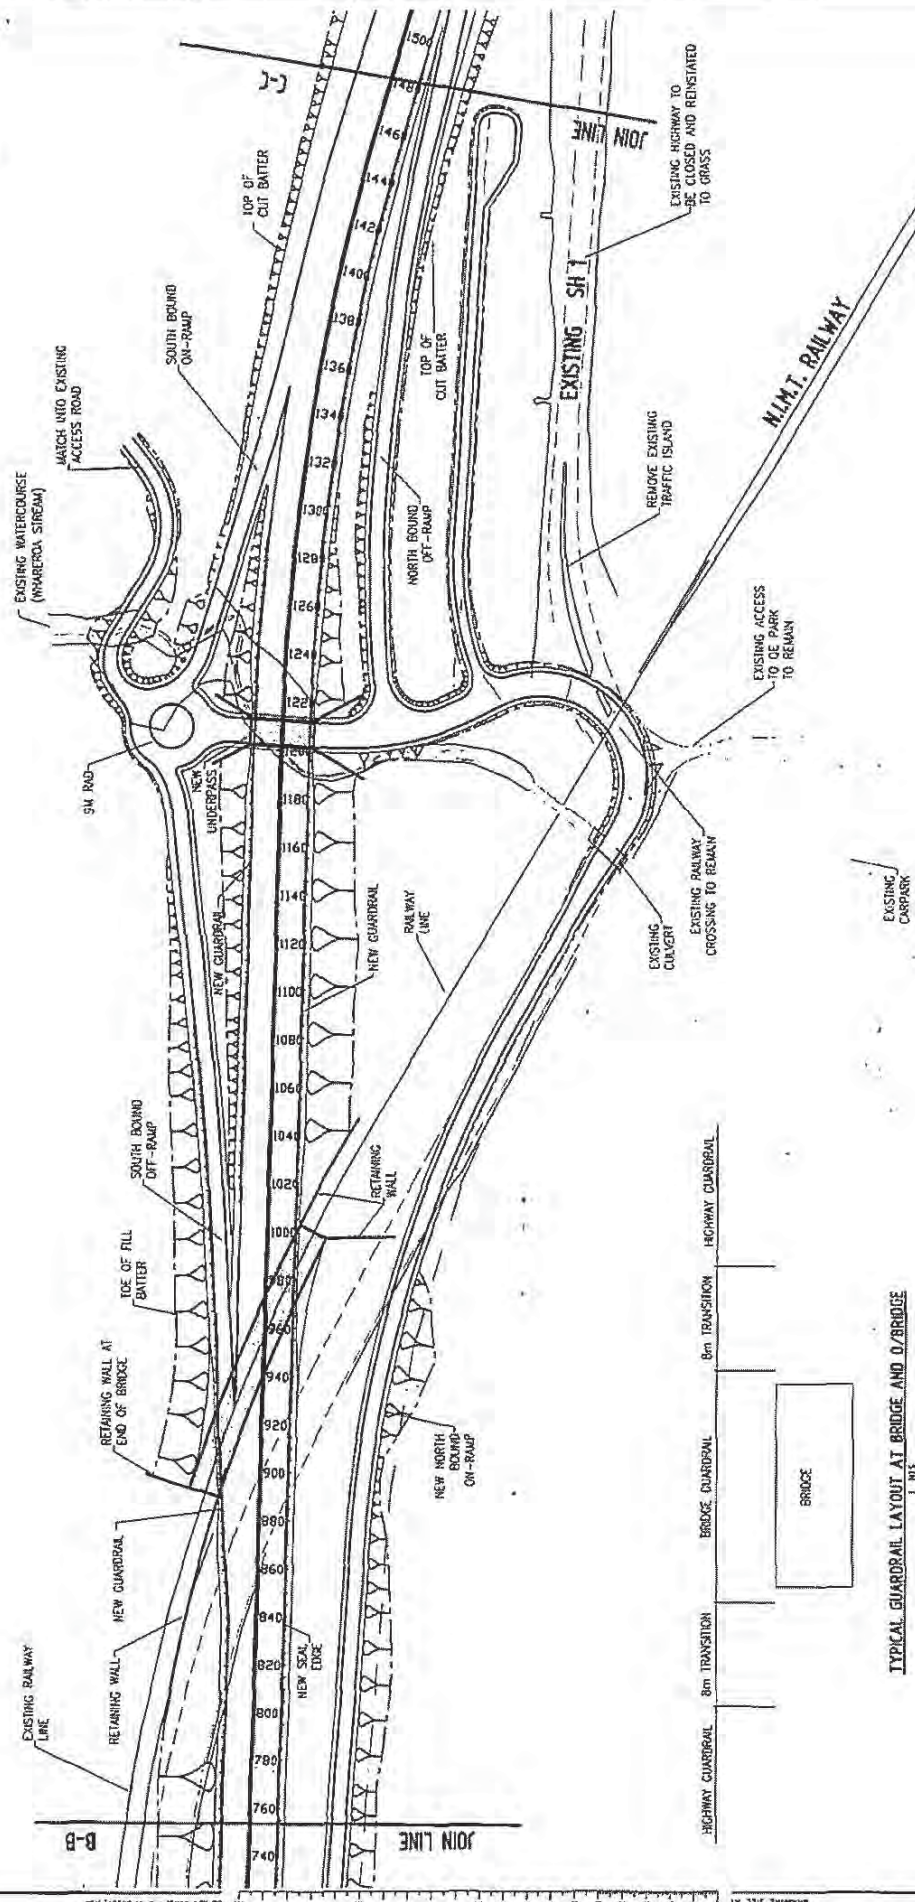 C-C
JOIN LINE
1500
1480
1460
1440
1420
1400
1380
1360
1340
1320
1300
1280
1260
1240
1220
1200
1180
1160
1140
1120
1100
1080
1060
1040
1020
1000
980
960
940
920
900
880
860
840
820
800
780
760
740
TOP OF
CUT BATTER
SOUTH BOUND
ON-RAMP
MATCH INTO EXISTING
ACCESS ROAD
EXISTING WATERCOURSE
(WHAREROA STREAM)
9M RAD
NEW
UNDERPASS
NEW GUARDRAIL
SOUTH BOUND
OFF-RAMP
TOE OF FILL
BATTER
RETAINING WALL AT
END OF BRIDGE
NEW GUARDRAIL
RETAINING WALL
EXISTING RAILWAY
LINE
B-B
JOIN LINE
NEW SEAL
EDGE
NEW NORTH
BOUND
ON-RAMP
RETAINING
WALL
NEW GUARDRAIL
RAILWAY
LINE
TOP OF
CUT BATTER
NORTH BOUND
OFF-RAMP
EXISTING SH 1
EXISTING HIGHWAY TO
BE CLOSED AND REINSTATED
TO GRASS
REMOVE EXISTING
TRAFFIC ISLAND
N.I.M.T. RAILWAY
EXISTING ACCESS
TO QE PARK
TO REMAIN
EXISTING RAILWAY
CROSSING TO REMAIN
EXISTING
CULVERT
EXISTING
CARPARK
HIGHWAY GUARDRAIL
8m TRANSITION
BRIDGE GUARDRAIL
8m TRANSITION
HIGHWAY GUARDRAIL
BRIDGE
TYPICAL GUARDRAIL LAYOUT AT BRIDGE AND O/BRIDGE